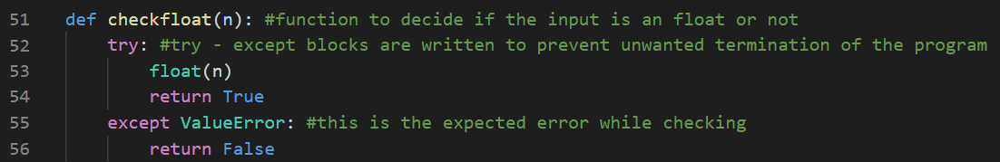 51 def checkfloat(n): #function to decide if the input is an float or not
52 try: #try - except blocks are written to prevent unwanted termination of the program
53 float(n)
54 return True
55 except ValueError: #this is the expected error while checking
56 return False